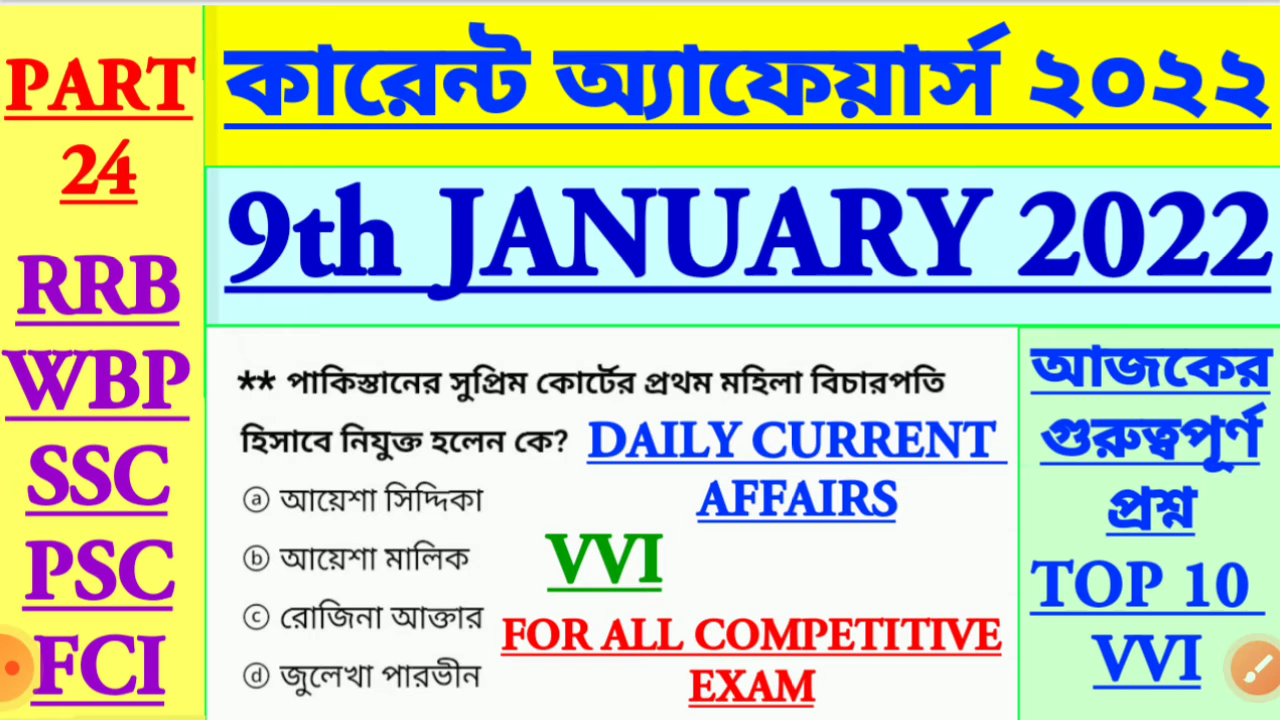 PART
24
RRB
WBP
SSC
PSC
FCI
কারেন্ট অ্যাফেয়ার্স ২০২২
9th JANUARY 2022
** পাকিস্তানের সুপ্রিম কোর্টের প্রথম মহিলা বিচারপতি
হিসাবে নিযুক্ত হলেন কে?
ⓐ আয়েশা সিদ্দিকা
ⓑ আয়েশা মালিক
ⓒ রোজিনা আক্তার
ⓓ জুলেখা পারভীন
DAILY CURRENT
AFFAIRS
VVI
FOR ALL COMPETITIVE
EXAM
আজকের
গুরুত্বপূর্ণ
প্রশ্ন
TOP 10
VVI